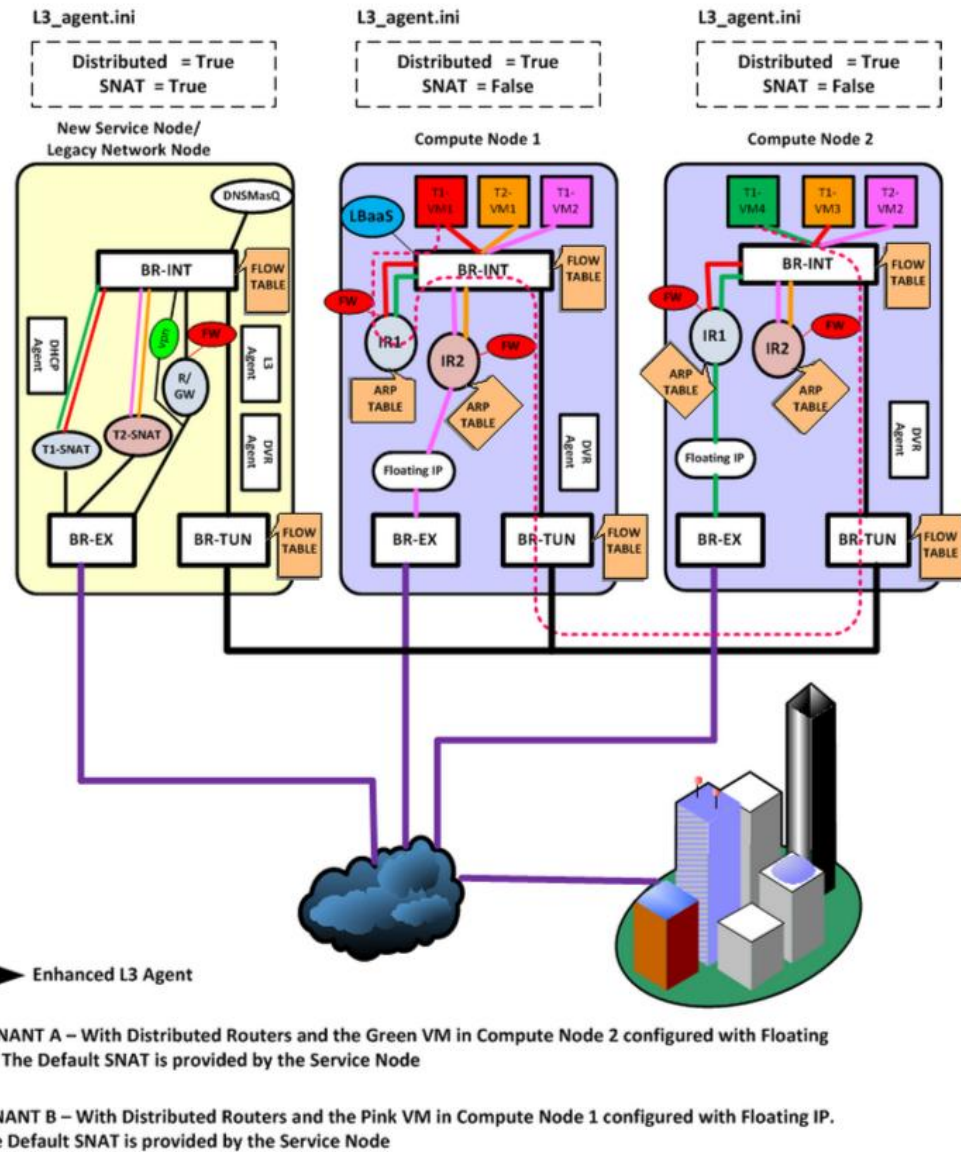 L3_agent.ini
L3_agent.ini
L3_agent.ini
Distributed = True
SNAT = True
Distributed = True
SNAT = False
Distributed = True
SNAT = False
New Service Node/
Legacy Network Node
Compute Node 1
Compute Node 2
DNSMasQ
BR-INT
FLOW
TABLE
DHCP
Agent
Vpn
FW
L3
Agent
R/
GW
T1-SNAT
T2-SNAT
DVR
Agent
BR-EX
BR-TUN
FLOW
TABLE
LBaaS
T1-
VM1
T2-
VM1
T1-
VM2
BR-INT
FLOW
TABLE
FW
IR1
IR2
FW
ARP
TABLE
ARP
TABLE
Floating IP
DVR
Agent
BR-EX
BR-TUN
FLOW
TABLE
T1-
VM4
T1-
VM3
T2-
VM2
BR-INT
FLOW
TABLE
FW
IR1
IR2
FW
ARP
TABLE
ARP
TABLE
Floating IP
DVR
Agent
BR-EX
BR-TUN
FLOW
TABLE
Enhanced L3 Agent
NANT A – With Distributed Routers and the Green VM in Compute Node 2 configured with Floating
The Default SNAT is provided by the Service Node
NANT B – With Distributed Routers and the Pink VM in Compute Node 1 configured with Floating IP.
e Default SNAT is provided by the Service Node